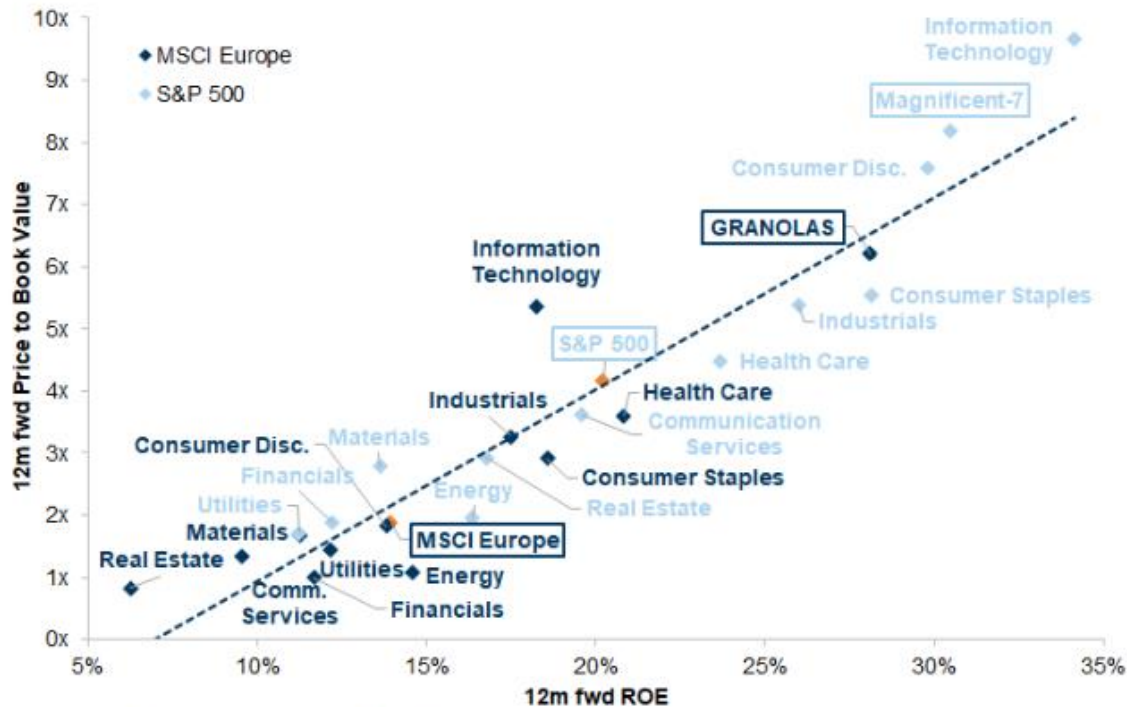 10x
9x
8x
7x
6x
5x
4x
3x
2x
1x
0x
12m fwd Price to Book Value
MSCI Europe
S&P 500
Information
Technology
Magnificent-7
Consumer Disc.
GRANOLAS
Information
Technology
Consumer Staples
Industrials
S&P 500
Health Care
Industrials
Health Care
Communication
Services
Consumer Disc.
Materials
Financials
Consumer Staples
Energy
Real Estate
Utilities
Materials
MSCI Europe
Real Estate
Utilities
Energy
Comm.
Services
Financials
5%
10%
15%
20%
25%
30%
35%
12m fwd ROE